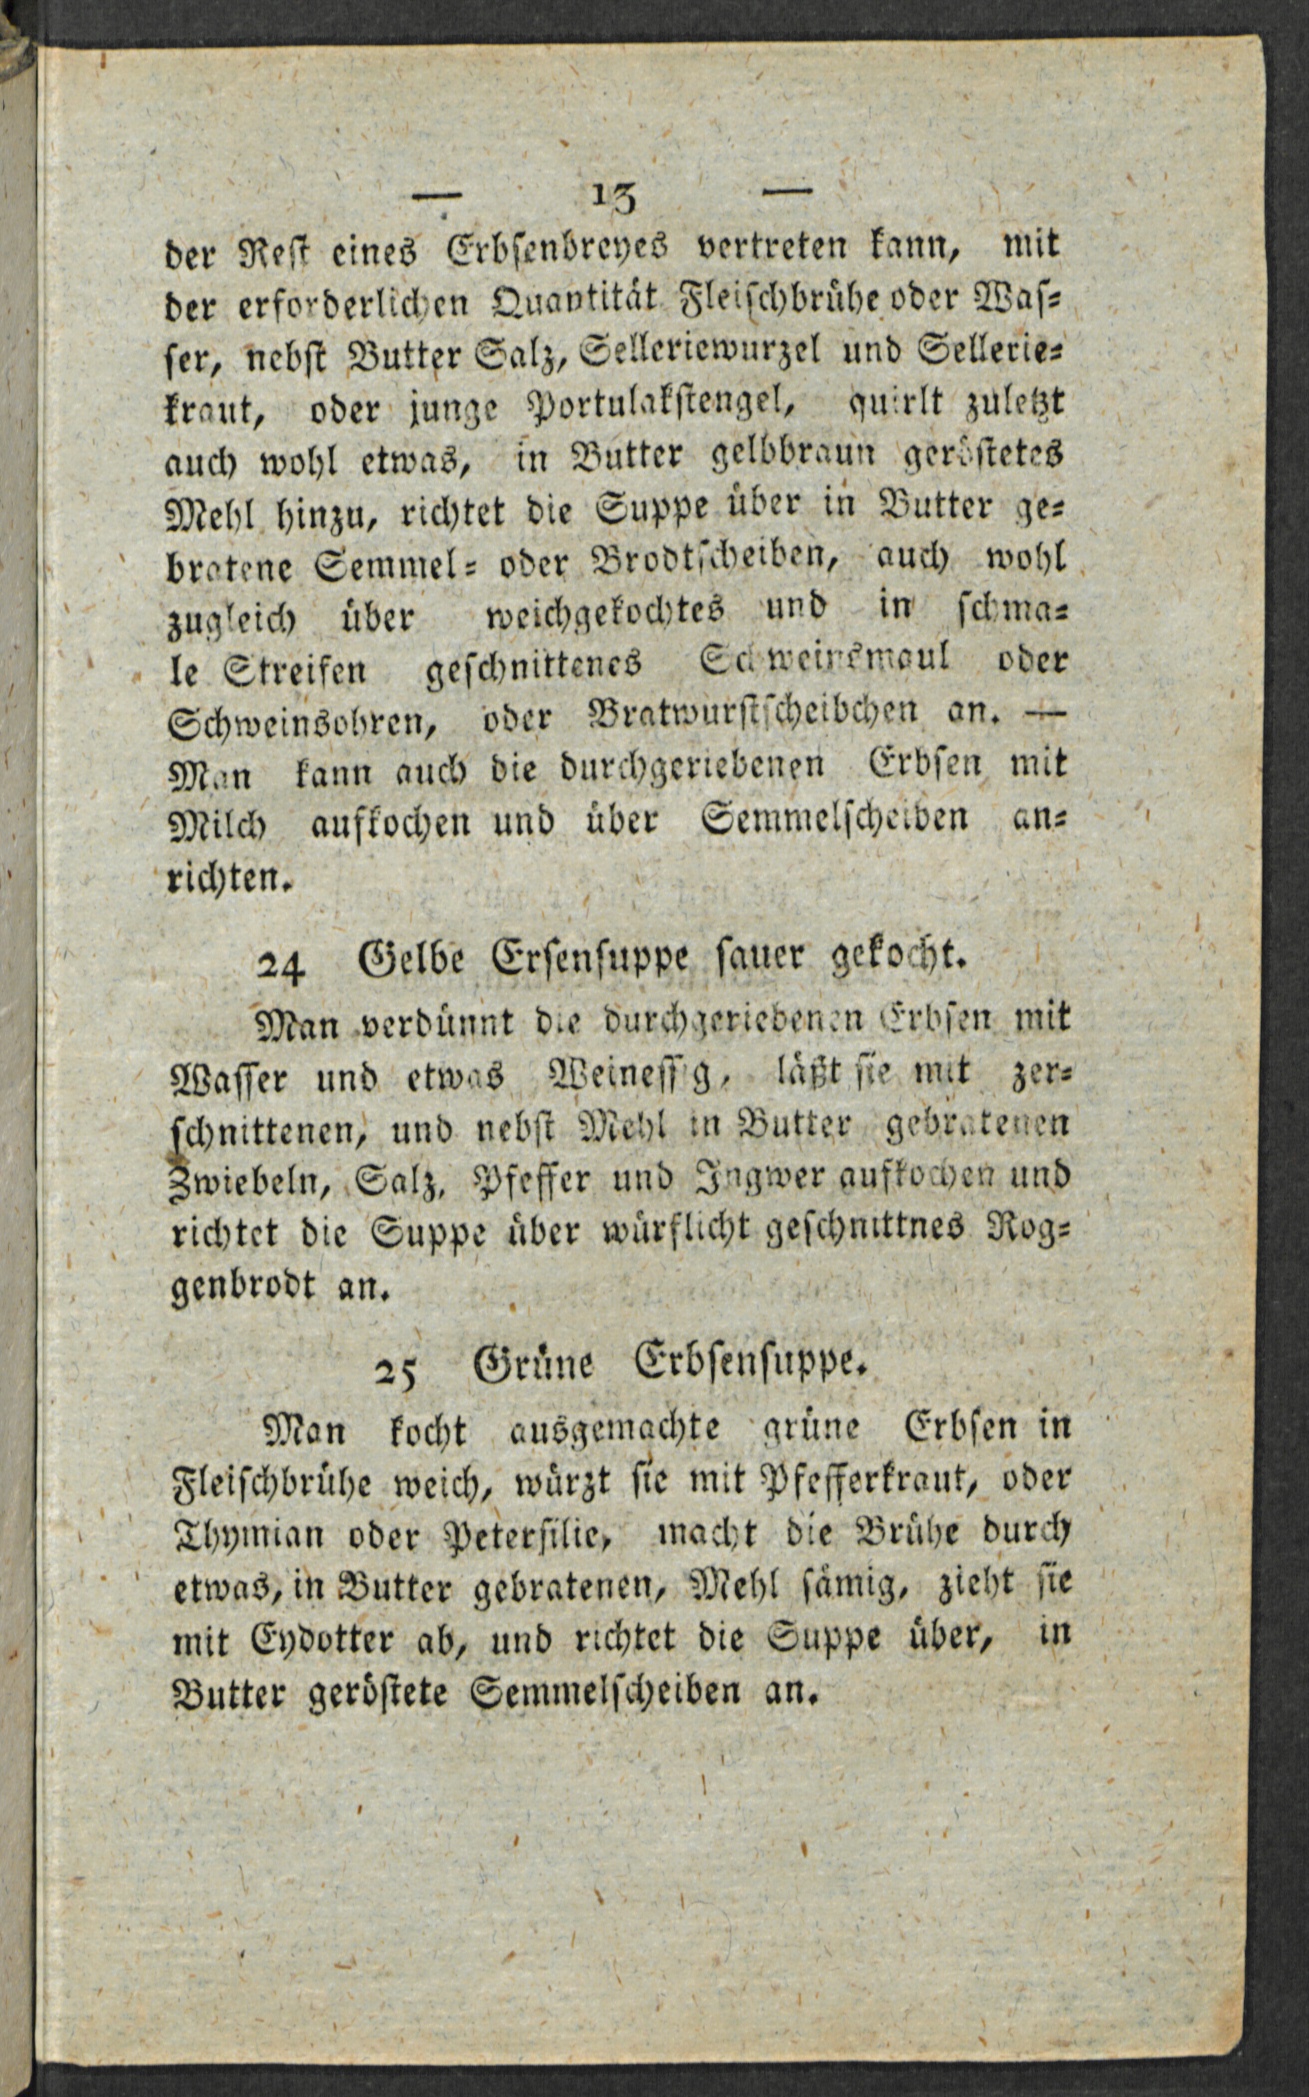 — 13 —
der Rest eines Erbsenbreyes vertreten kann, mit
der erforderlichen Quantität Fleischbrühe oder Was-
ser, nebst Butter Salz, Selleriewurzel und Sellerie-
kraut, oder junge Portulakstengel, quirlt zuletzt
auch wohl etwas, in Butter gelbbraun geröstetes
Mehl hinzu, richtet die Suppe über in Butter ge-
bratene Semmel- oder Brodtscheiben, auch wohl
zugleich über weichgekochtes und in schma-
le Streifen geschnittenes Schweinsmaul oder
Schweinsohren, oder Bratwurstscheibchen an. —
Man kann auch die durchgeriebenen Erbsen mit
Milch aufkochen und über Semmelscheiben an-
richten.
24 Gelbe Ersensuppe sauer gekocht.
Man verdünnt die durchgeriebenen Erbsen mit
Wasser und etwas Weinessig, läßt sie mit zer-
schnittenen, und nebst Mehl in Butter gebratenen
Zwiebeln, Salz, Pfeffer und Ingwer aufkochen und
richtet die Suppe über würflicht geschnittnes Rog-
genbrodt an.
25 Grüne Erbsensuppe.
Man kocht ausgemachte grüne Erbsen in
Fleischbrühe weich, würzt sie mit Pfefferkraut, oder
Thymian oder Petersilie, macht die Brühe durch
etwas, in Butter gebratenen, Mehl sämig, zieht sie
mit Eydotter ab, und richtet die Suppe über, in
Butter geröstete Semmelscheiben an.